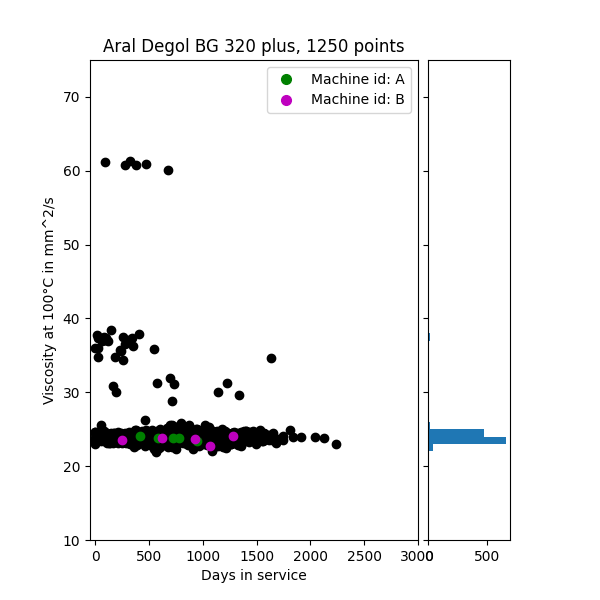 Aral Degol BG 320 plus, 1250 points
Machine id: A
Machine id: B
Viscosity at 100°C in mm^2/s
70
60
50
40
30
20
10
0 500 1000 1500 2000 2500 3000
0 500
Days in service